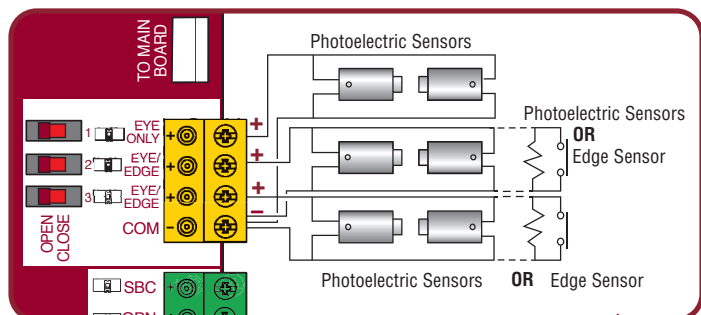 TO MAIN
BOARD
Photoelectric Sensors
Photoelectric Sensors
OR
Edge Sensor
1 EYE
ONLY + +
2 EYE/
EDGE + +
3 EYE/
EDGE + +
COM - −
OPEN
CLOSE
Photoelectric Sensors OR Edge Sensor
SBC +